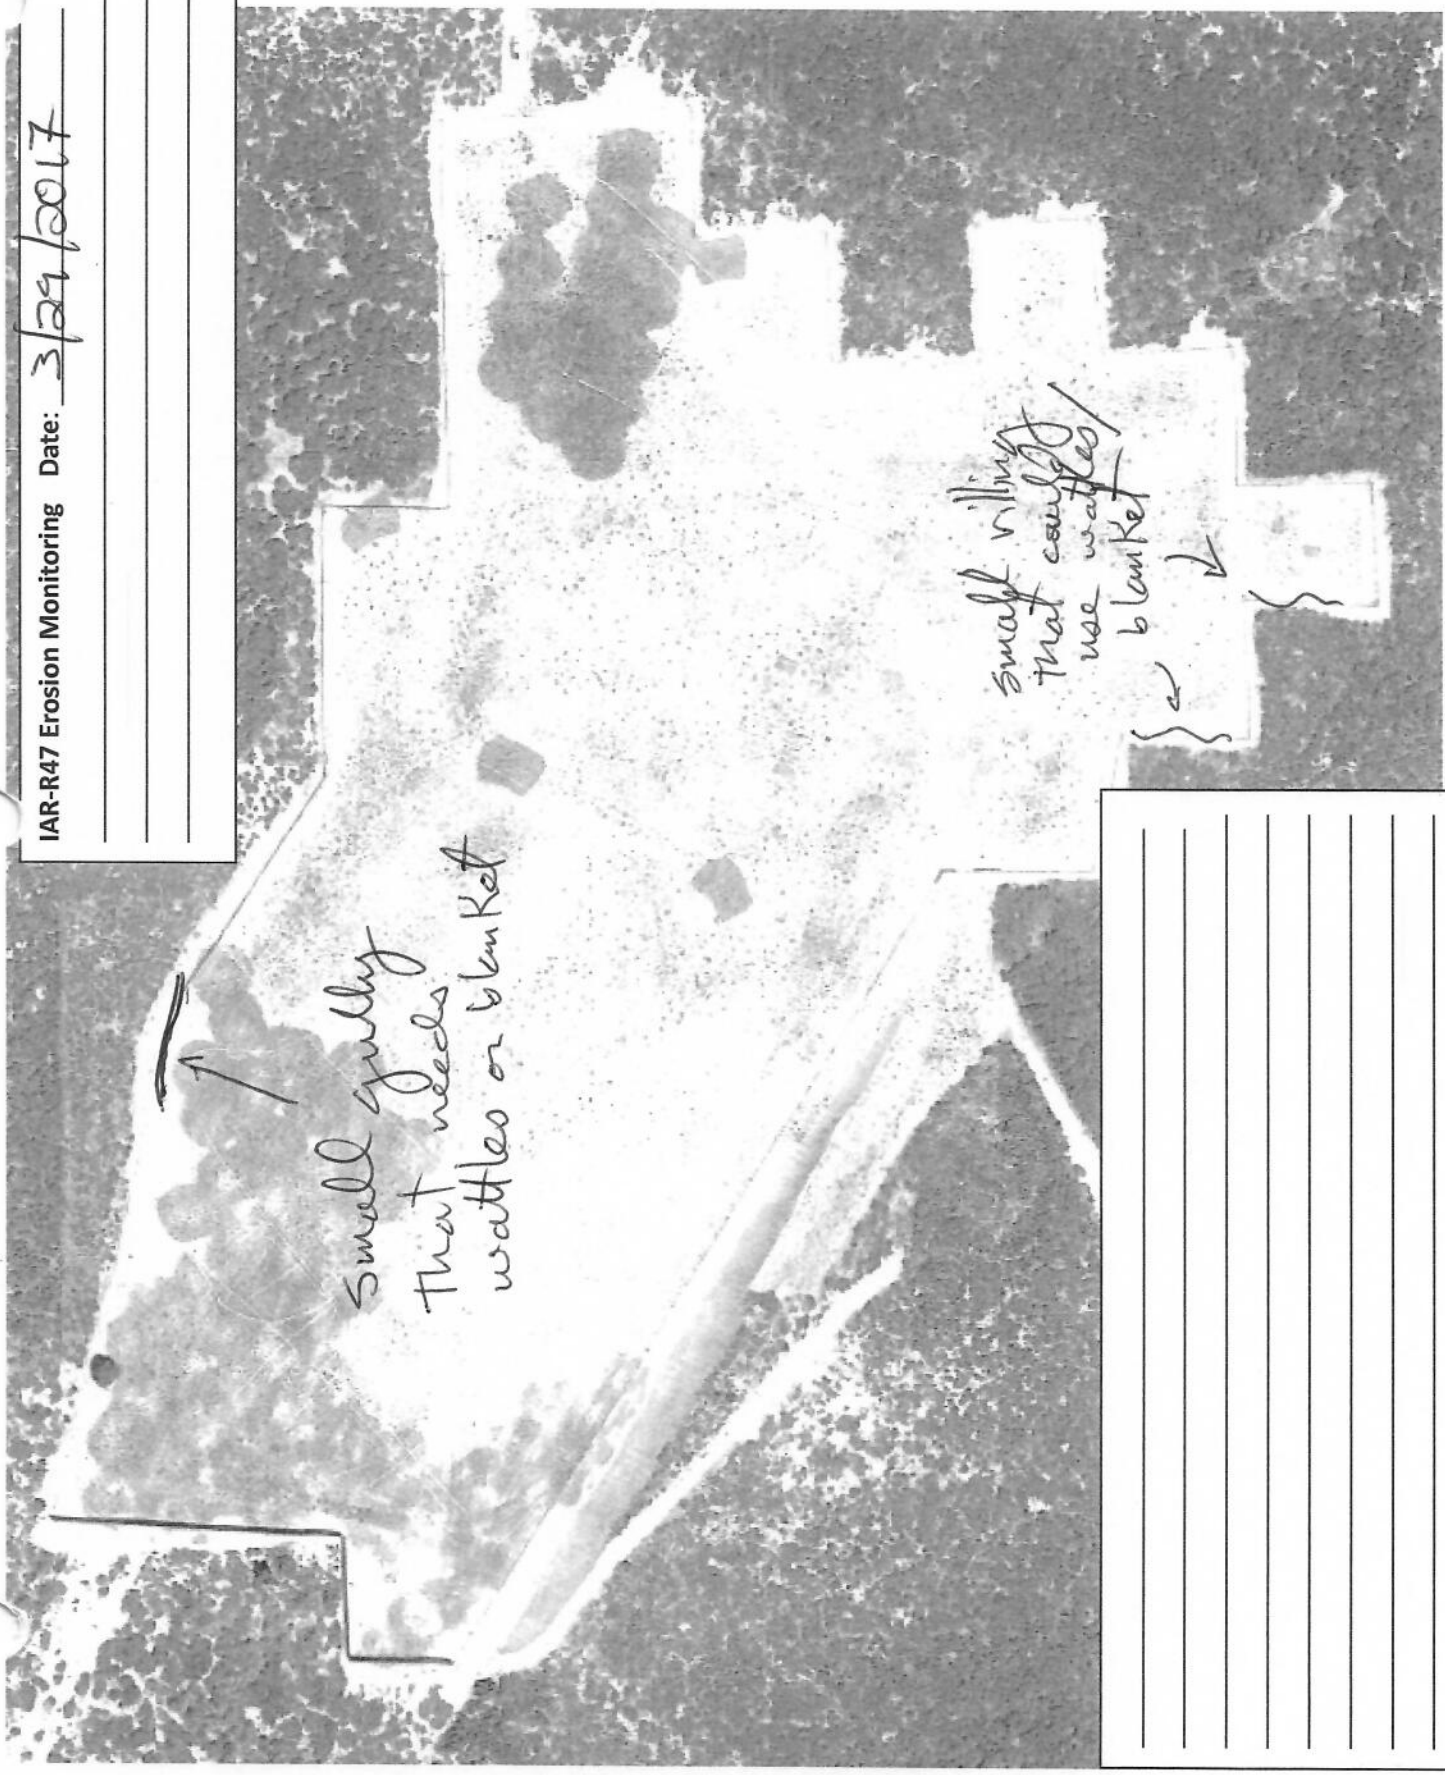 IAR-R47 Erosion Monitoring Date: 3/29/2017
small gully
that needs
wattles or blanket
small rilling
that could
use wattles/
blanket